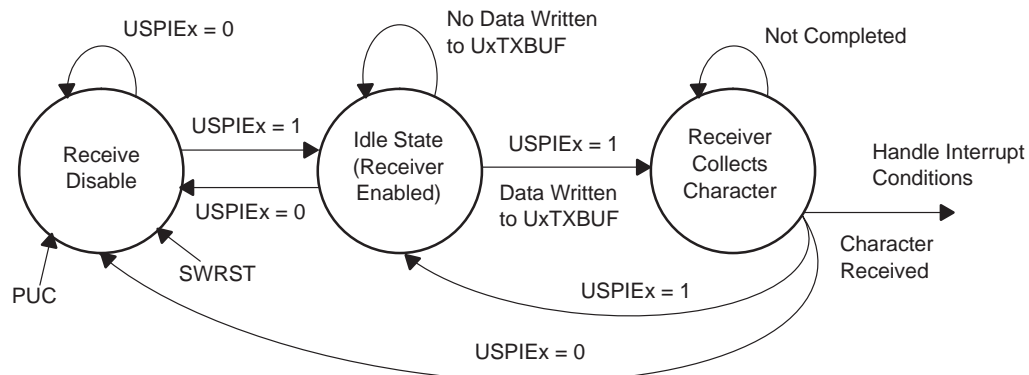 USPIEx = 0
No Data Written
to UxTXBUF
Not Completed
Receive
Disable
USPIEx = 1
USPIEx = 0
Idle State
(Receiver
Enabled)
USPIEx = 1
Data Written
to UxTXBUF
Receiver
Collects
Character
Handle Interrupt
Conditions
Character
Received
PUC
SWRST
USPIEx = 1
USPIEx = 0